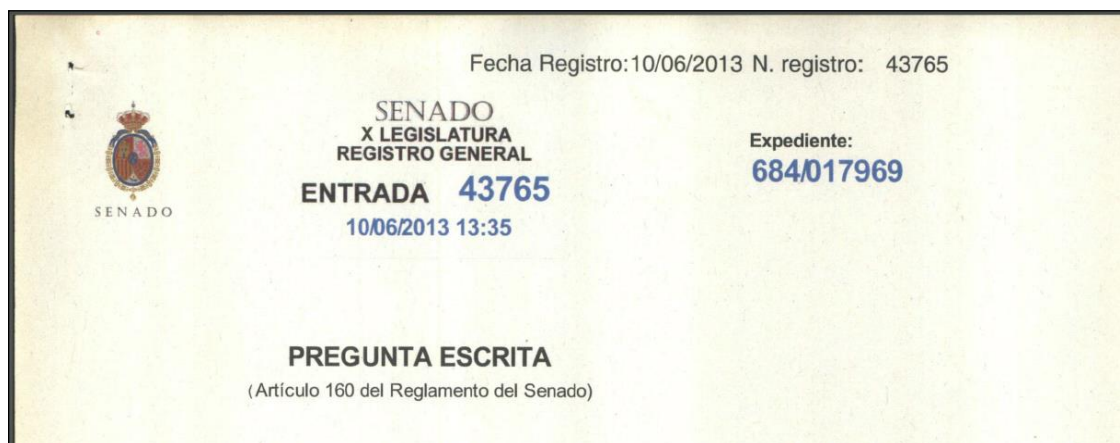 Fecha Registro:10/06/2013 N. registro: 43765
SENADO
SENADO
X LEGISLATURA
REGISTRO GENERAL
ENTRADA 43765
10/06/2013 13:35
Expediente:
684/017969
PREGUNTA ESCRITA
(Artículo 160 del Reglamento del Senado)